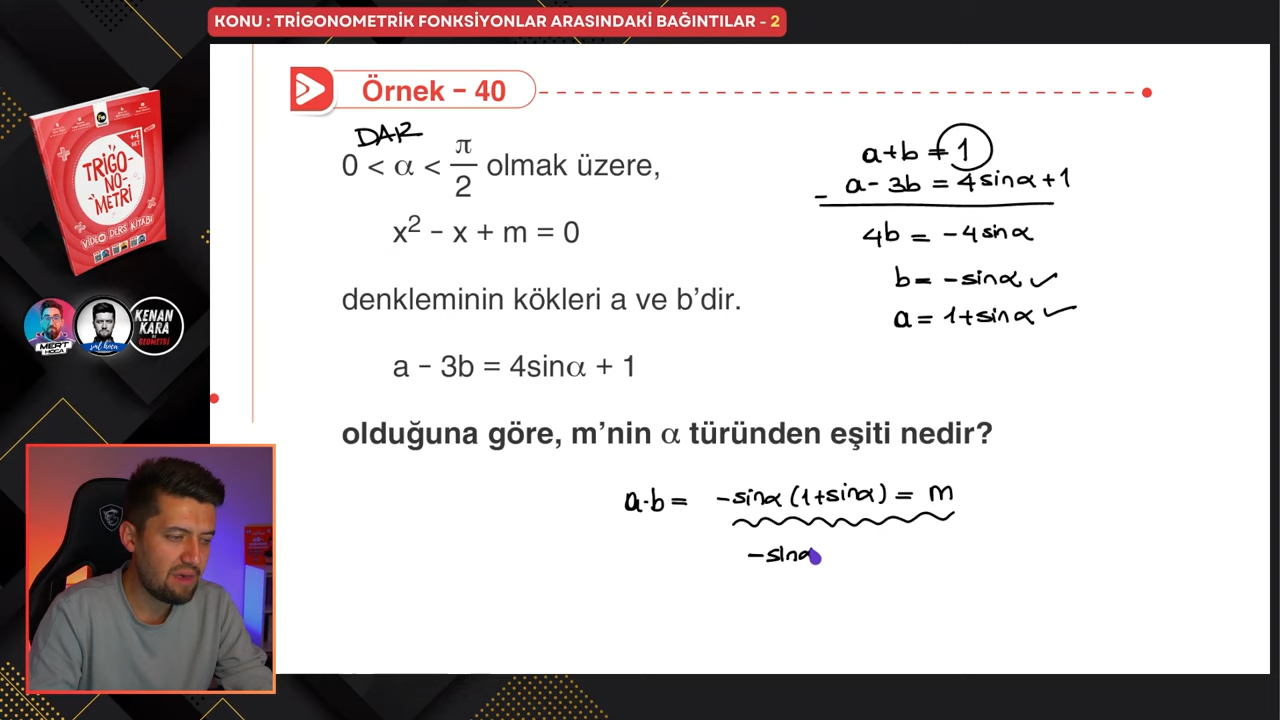 KONU : TRİGONOMETRİK FONKSİYONLAR ARASINDAKİ BAĞINTILAR - 2
Örnek - 40
DAR
0 < α < π/2 olmak üzere,
x² - x + m = 0
denkleminin kökleri a ve b'dir.
a - 3b = 4sinα + 1
olduğuna göre, m'nin α türünden eşiti nedir?
a+b = 1
- a - 3b = 4sinα+1
4b = -4sinα
b = -sinα ✓
a = 1+sinα ✓
a·b = -sinα (1+sinα) = m
-sinα
+4 NET
TRİGO-
NO-
METRİ
VİDEO DERS KİTABI
MERT
HOCA
KENAN
KARA
ile
GEOMETRİ